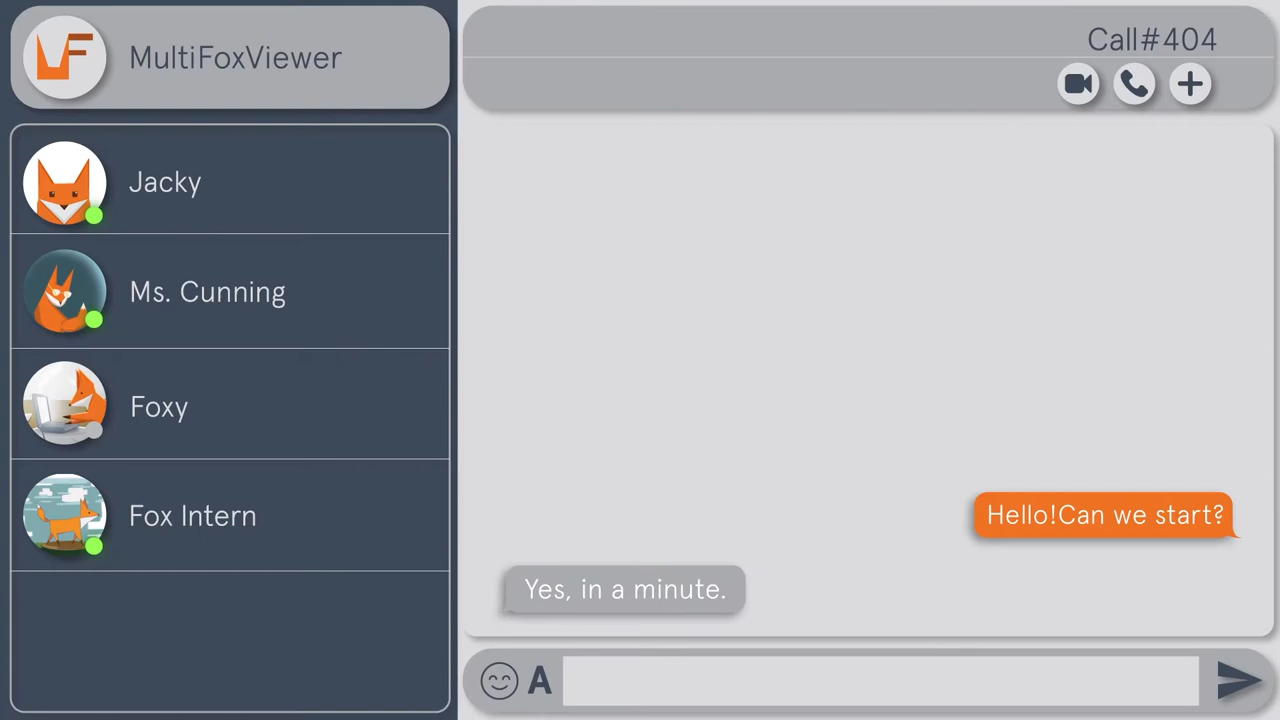 MultiFoxViewer
Call#404
Jacky
Ms. Cunning
Foxy
Fox Intern
Hello!Can we start?
Yes, in a minute.
A